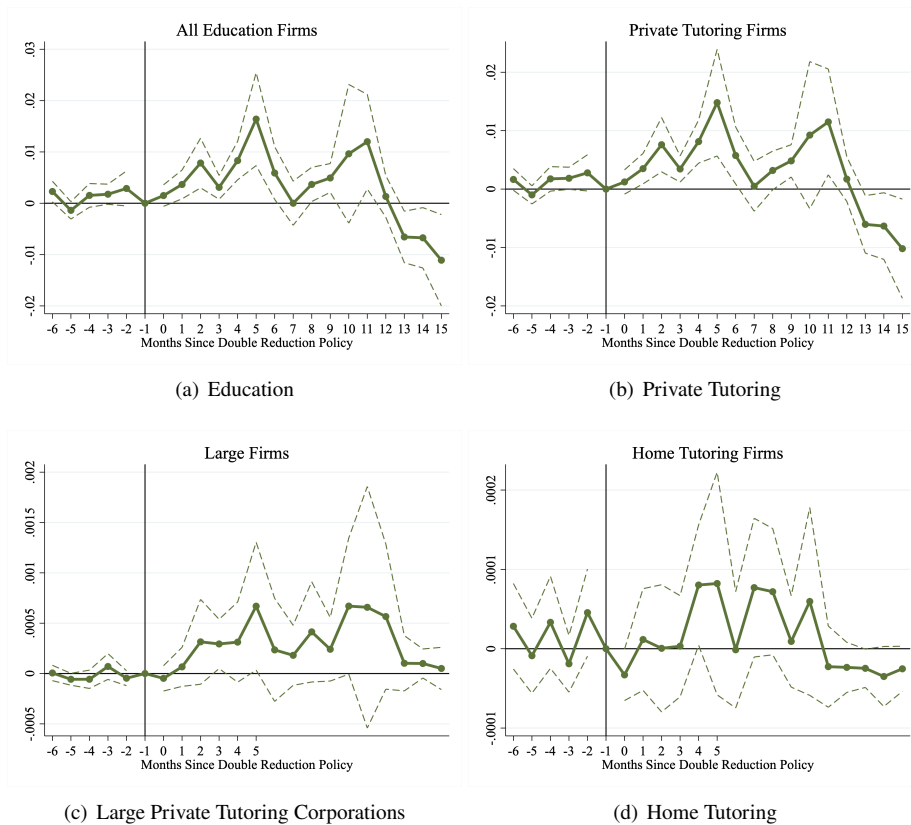 All Education Firms
.03
.02
.01
0
-.01
-.02
-6 -5 -4 -3 -2 -1 0 1 2 3 4 5 6 7 8 9 10 11 12 13 14 15
Months Since Double Reduction Policy
(a) Education
Private Tutoring Firms
.02
.01
0
-.01
-.02
-6 -5 -4 -3 -2 -1 0 1 2 3 4 5 6 7 8 9 10 11 12 13 14 15
Months Since Double Reduction Policy
(b) Private Tutoring
Large Firms
.002
.0015
.001
.0005
0
-.0005
-6 -5 -4 -3 -2 -1 0 1 2 3 4 5
Months Since Double Reduction Policy
(c) Large Private Tutoring Corporations
Home Tutoring Firms
.0002
.0001
0
-.0001
-6 -5 -4 -3 -2 -1 0 1 2 3 4 5
Months Since Double Reduction Policy
(d) Home Tutoring